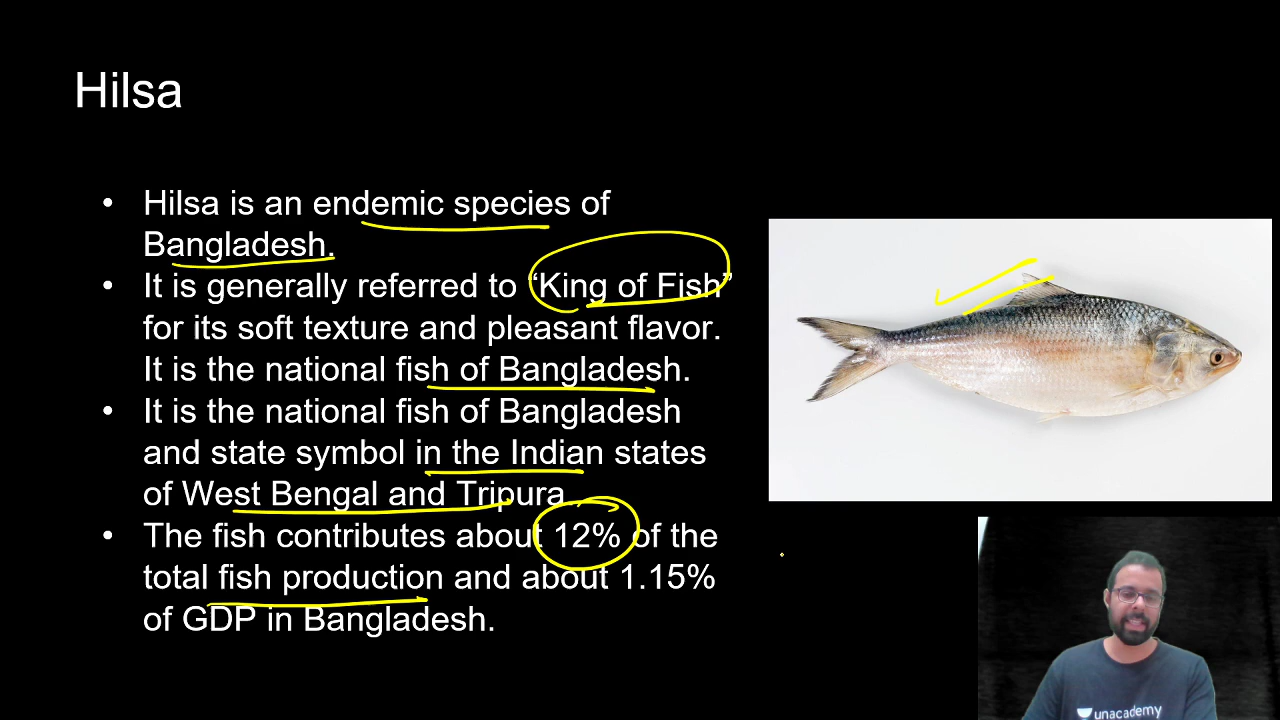 Hilsa
• Hilsa is an endemic species of
Bangladesh.
• It is generally referred to “King of Fish”
for its soft texture and pleasant flavor.
It is the national fish of Bangladesh.
• It is the national fish of Bangladesh
and state symbol in the Indian states
of West Bengal and Tripura
• The fish contributes about 12% of the
total fish production and about 1.15%
of GDP in Bangladesh.
unacademy